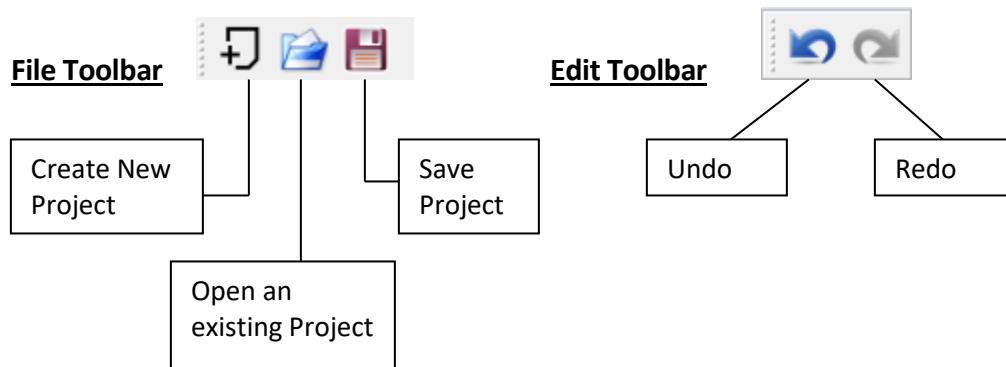 File Toolbar
Edit Toolbar
Create New
Project
Save
Project
Undo
Redo
Open an
existing Project